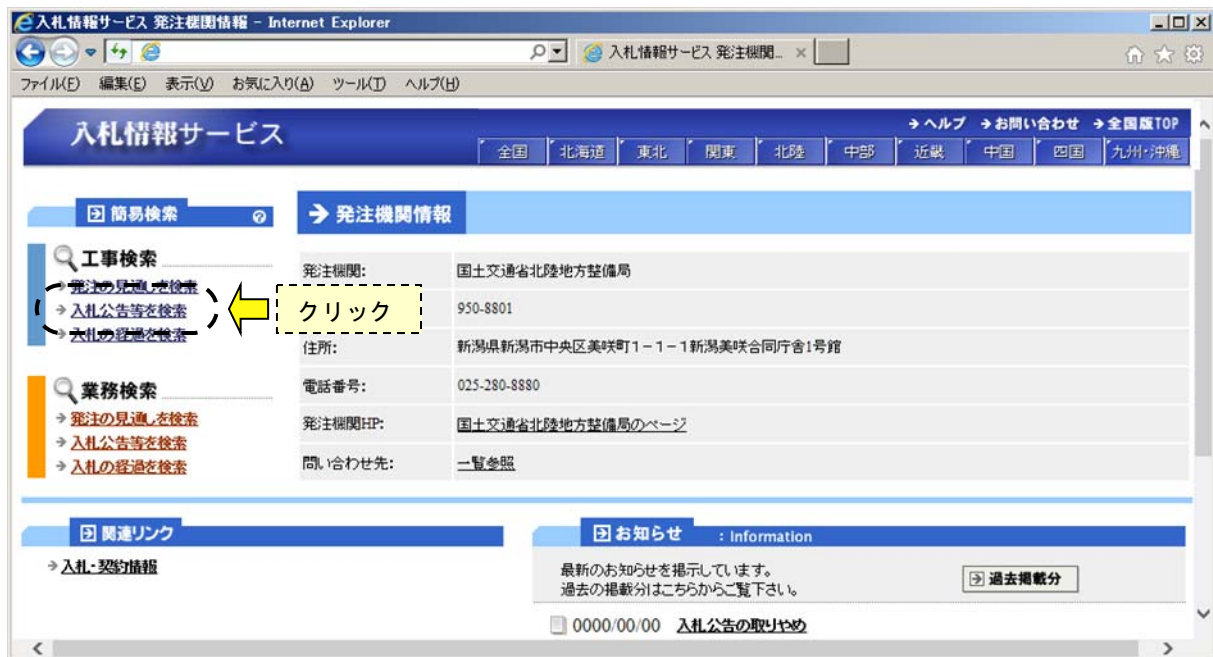 入札情報サービス 発注機関情報 - Internet Explorer
入札情報サービス 発注機関...
ファイル(F) 編集(E) 表示(V) お気に入り(A) ツール(T) ヘルプ(H)
入札情報サービス
ヘルプ お問い合わせ 全国版TOP
全国 北海道 東北 関東 北陸 中部 近畿 中国 四国 九州・沖縄
簡易検索
発注機関情報
工事検索
発注の見通しを検索
入札公告等を検索
入札の経過を検索
クリック
発注機関: 国土交通省北陸地方整備局
950-8801
住所: 新潟県新潟市中央区美咲町1-1-1新潟美咲合同庁舎1号館
電話番号: 025-280-8880
発注機関HP: 国土交通省北陸地方整備局のページ
問い合わせ先: 一覧参照
業務検索
発注の見通しを検索
入札公告等を検索
入札の経過を検索
関連リンク
入札・契約情報
お知らせ : Information
最新のお知らせを掲示しています。
過去の掲載分はこちらからご覧下さい。
過去掲載分
0000/00/00 入札公告の取りやめ